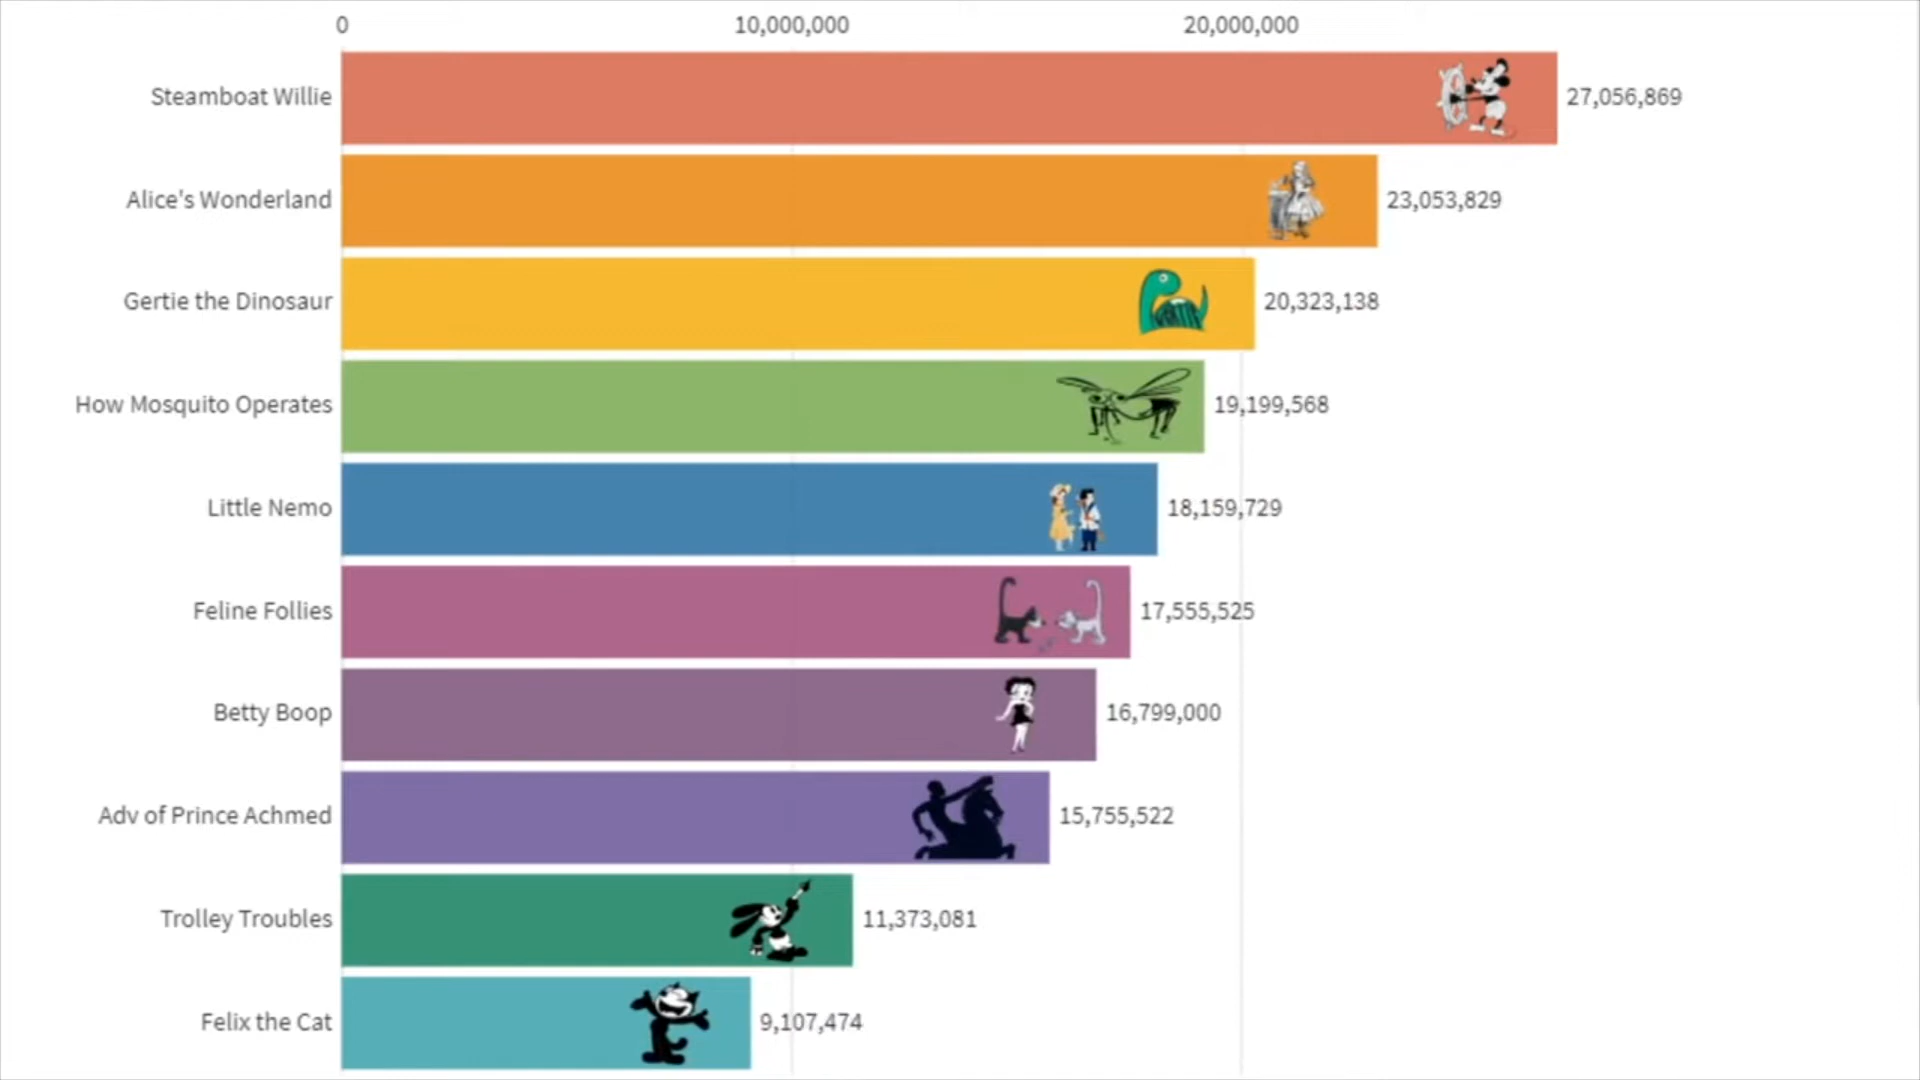 0 10,000,000 20,000,000
Steamboat Willie 27,056,869
Alice's Wonderland 23,053,829
Gertie the Dinosaur 20,323,138
How Mosquito Operates 19,199,568
Little Nemo 18,159,729
Feline Follies 17,555,525
Betty Boop 16,799,000
Adv of Prince Achmed 15,755,522
Trolley Troubles 11,373,081
Felix the Cat 9,107,474